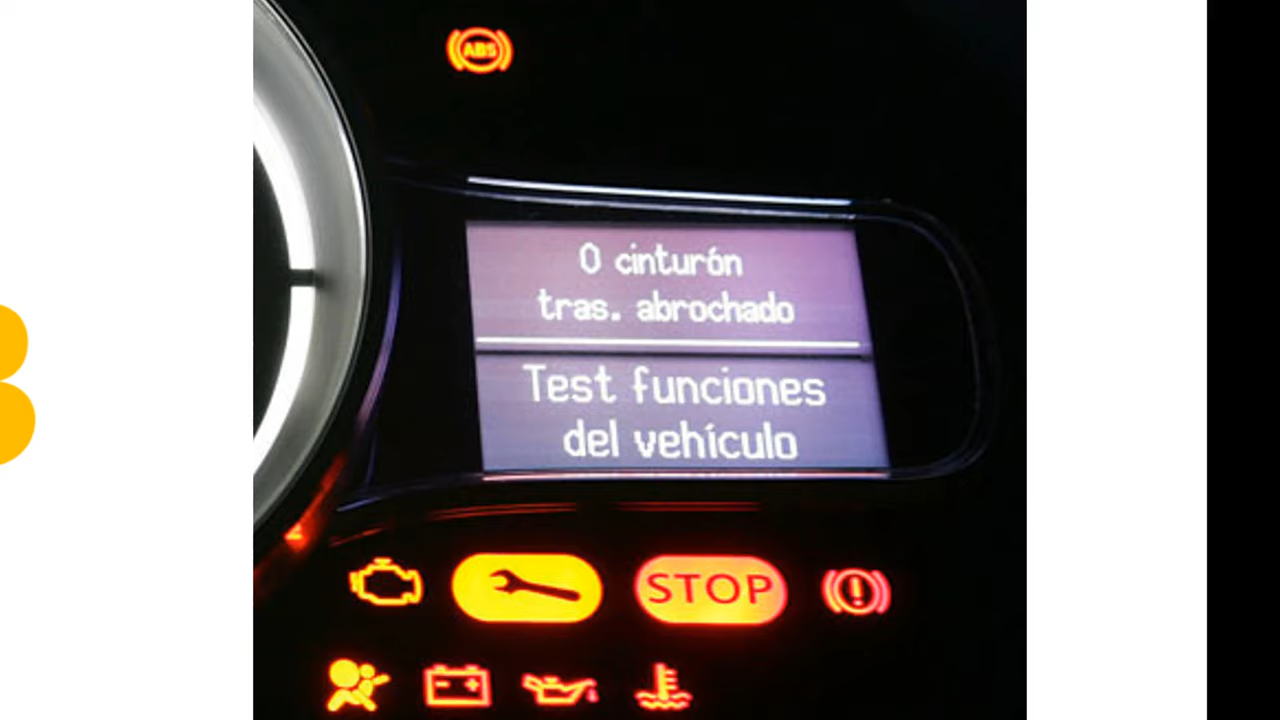 ABS
0 cinturón
tras. abrochado
Test funciones
del vehículo
STOP